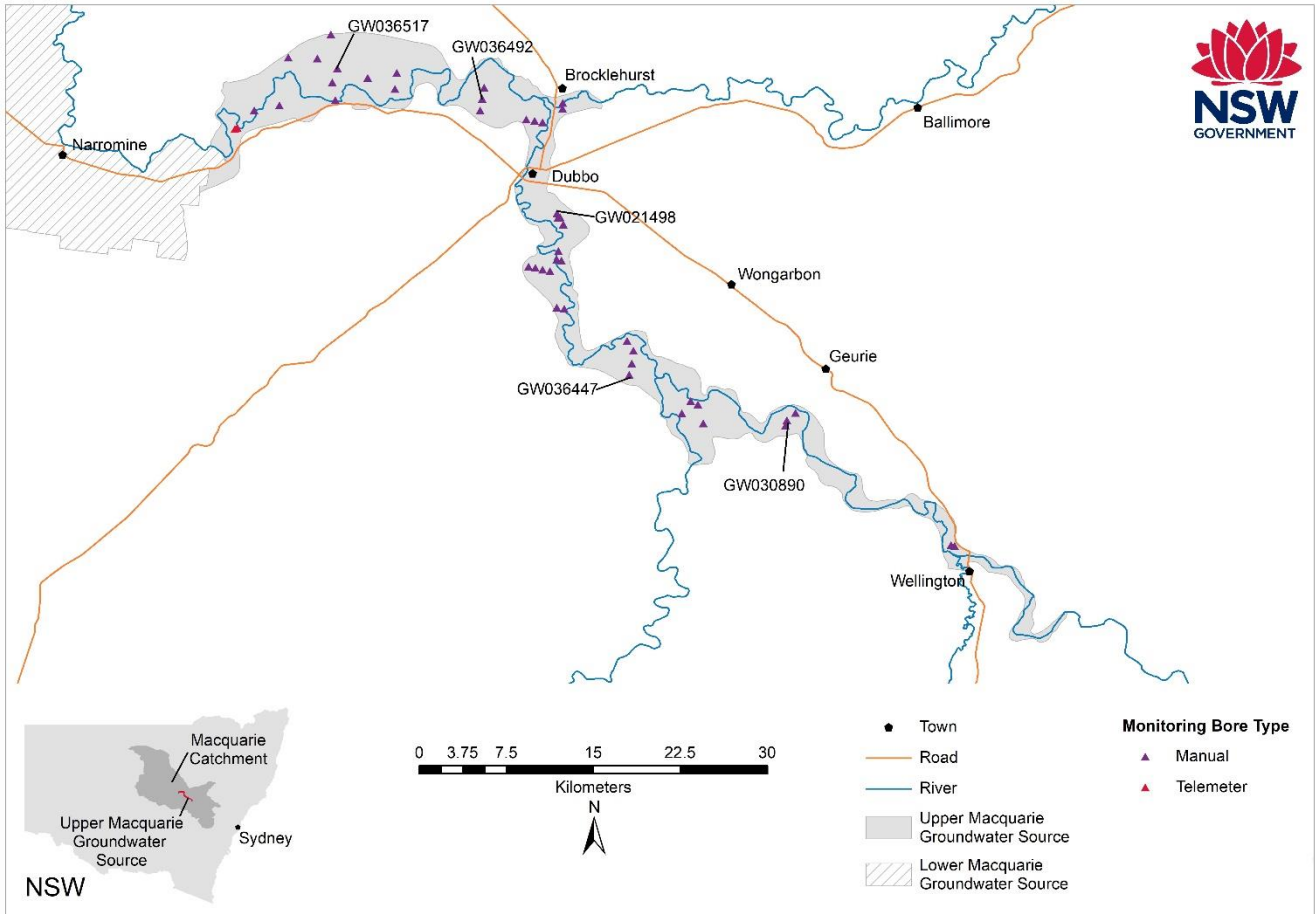 GW036517
GW036492
Brocklehurst
Ballimore
NSW
GOVERNMENT
Narromine
Dubbo
GW021498
Wongarbon
Geurie
GW036447
GW030890
Wellington
Macquarie
Catchment
Upper Macquarie
Groundwater
Source
Sydney
NSW
0 3.75 7.5 15 22.5 30
Kilometers
N
Town
Road
River
Upper Macquarie
Groundwater Source
Lower Macquarie
Groundwater Source
Monitoring Bore Type
Manual
Telemeter